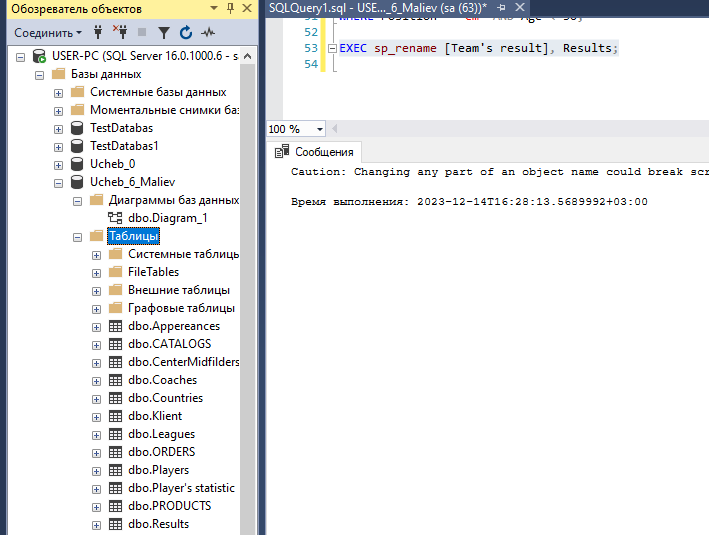 Обозреватель объектов
Соединить
USER-PC (SQL Server 16.0.1000.6 - s
Базы данных
Системные базы данных
Моментальные снимки баз
TestDatabas
TestDatabas1
Ucheb_0
Ucheb_6_Maliev
Диаграммы баз данных
dbo.Diagram_1
Таблицы
Системные таблицы
FileTables
Внешние таблицы
Графовые таблицы
dbo.Appereances
dbo.CATALOGS
dbo.CenterMidfilders
dbo.Coaches
dbo.Countries
dbo.Klient
dbo.Leagues
dbo.ORDERS
dbo.Players
dbo.Player's statistic
dbo.PRODUCTS
dbo.Results
SQLQuery1.sql - USE..._6_Maliev (sa (63))*
52
53 EXEC sp_rename [Team's result], Results;
54
100 %
Сообщения
Caution: Changing any part of an object name could break scr
Время выполнения: 2023-12-14T16:28:13.5689992+03:00